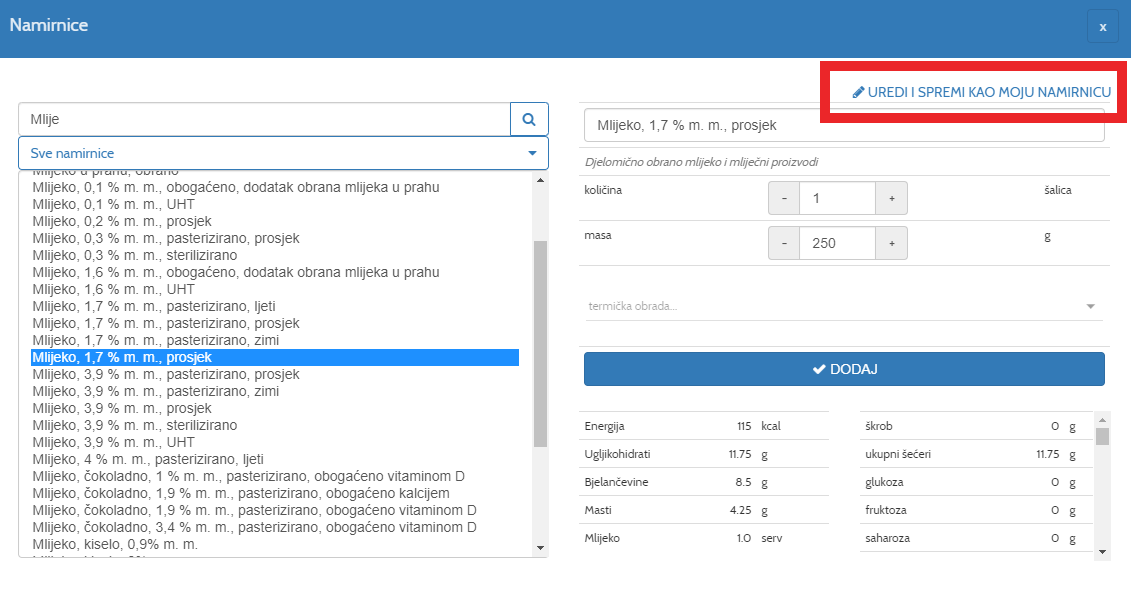 Namirnice
x
Mlije
Sve namirnice
Mlijeko u prahu, obrano
Mlijeko, 0,1 % m. m., obogaćeno, dodatak obrana mlijeka u prahu
Mlijeko, 0,1 % m. m., UHT
Mlijeko, 0,2 % m. m., prosjek
Mlijeko, 0,3 % m. m., pasterizirano, prosjek
Mlijeko, 0,3 % m. m., sterilizirano
Mlijeko, 1,6 % m. m., obogaćeno, dodatak obrana mlijeka u prahu
Mlijeko, 1,6 % m. m., UHT
Mlijeko, 1,7 % m. m., pasterizirano, ljeti
Mlijeko, 1,7 % m. m., pasterizirano, prosjek
Mlijeko, 1,7 % m. m., pasterizirano, zimi
Mlijeko, 1,7 % m. m., prosjek
Mlijeko, 3,9 % m. m., pasterizirano, prosjek
Mlijeko, 3,9 % m. m., pasterizirano, zimi
Mlijeko, 3,9 % m. m., prosjek
Mlijeko, 3,9 % m. m., sterilizirano
Mlijeko, 3,9 % m. m., UHT
Mlijeko, 4 % m. m., pasterizirano, ljeti
Mlijeko, čokoladno, 1 % m. m., pasterizirano, obogaćeno vitaminom D
Mlijeko, čokoladno, 1,9 % m. m., pasterizirano, obogaćeno kalcijem
Mlijeko, čokoladno, 1,9 % m. m., pasterizirano, obogaćeno vitaminom D
Mlijeko, čokoladno, 3,4 % m. m., pasterizirano, obogaćeno vitaminom D
Mlijeko, kiselo, 0,9% m. m.
UREDI I SPREMI KAO MOJU NAMIRNICU
Mlijeko, 1,7 % m. m., prosjek
Djelomično obrano mlijeko i mliječni proizvodi
količina - 1 + šalica
masa - 250 + g
termička obrada...
DODAJ
Energija 115 kcal
Ugljikohidrati 11.75 g
Bjelančevine 8.5 g
Masti 4.25 g
Mlijeko 1.0 serv
škrob 0 g
ukupni šećeri 11.75 g
glukoza 0 g
fruktoza 0 g
saharoza 0 g